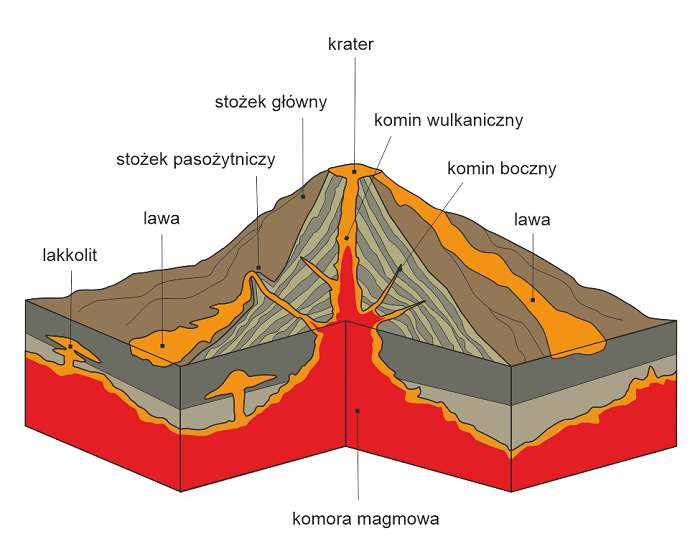 krater
stożek główny
komin wulkaniczny
stożek pasożytniczy
komin boczny
lawa
lawa
lakkolit
komora magmowa